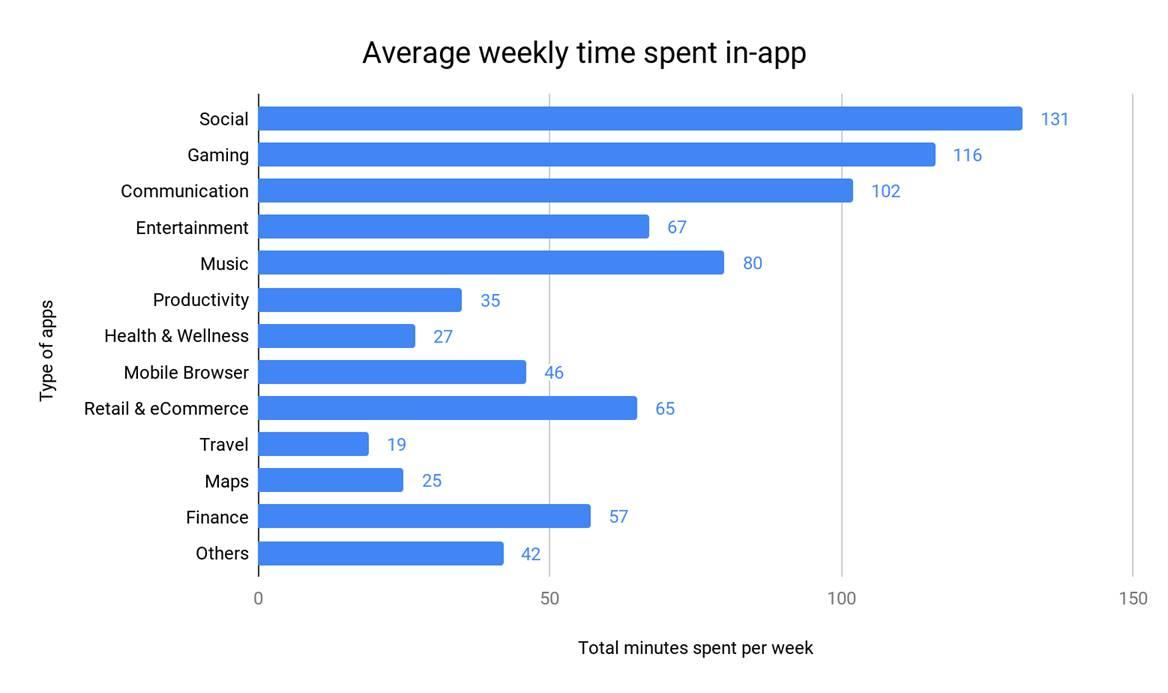 Average weekly time spent in-app
Type of apps
Social 131
Gaming 116
Communication 102
Entertainment 67
Music 80
Productivity 35
Health & Wellness 27
Mobile Browser 46
Retail & eCommerce 65
Travel 19
Maps 25
Finance 57
Others 42
0 50 100 150
Total minutes spent per week